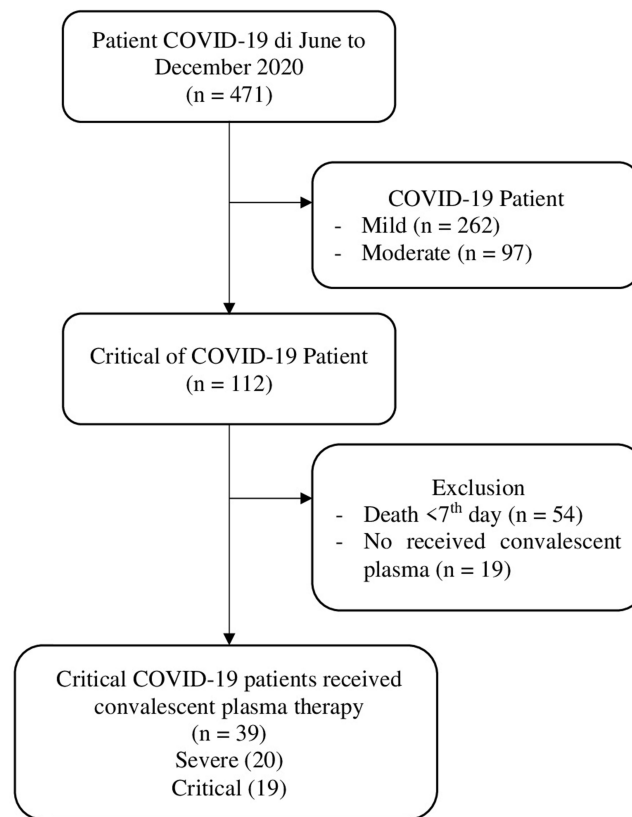 Patient COVID-19 di June to
December 2020
(n = 471)
COVID-19 Patient
- Mild (n = 262)
- Moderate (n = 97)
Critical of COVID-19 Patient
(n = 112)
Exclusion
- Death <7th day (n = 54)
- No received convalescent
plasma (n = 19)
Critical COVID-19 patients received
convalescent plasma therapy
(n = 39)
Severe (20)
Critical (19)